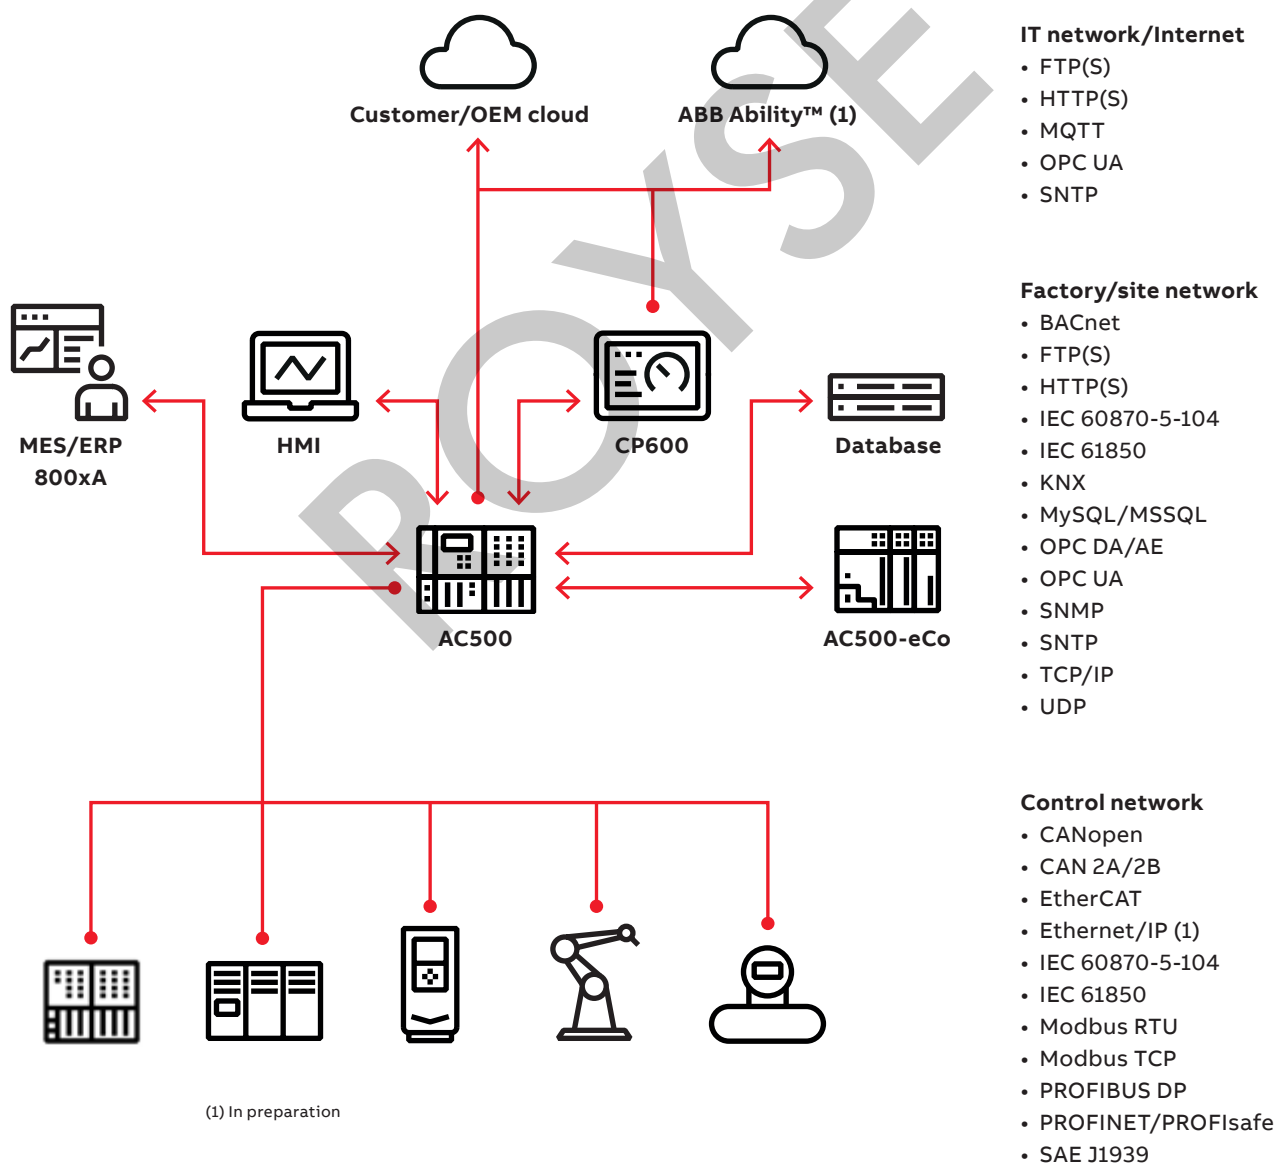 Customer/OEM cloud
ABB Ability™ (1)
MES/ERP
800xA
HMI
CP600
Database
AC500
AC500-eCo
(1) In preparation
IT network/Internet
• FTP(S)
• HTTP(S)
• MQTT
• OPC UA
• SNTP
Factory/site network
• BACnet
• FTP(S)
• HTTP(S)
• IEC 60870-5-104
• IEC 61850
• KNX
• MySQL/MSSQL
• OPC DA/AE
• OPC UA
• SNMP
• SNTP
• TCP/IP
• UDP
Control network
• CANopen
• CAN 2A/2B
• EtherCAT
• Ethernet/IP (1)
• IEC 60870-5-104
• IEC 61850
• Modbus RTU
• Modbus TCP
• PROFIBUS DP
• PROFINET/PROFIsafe
• SAE J1939
ROYSE